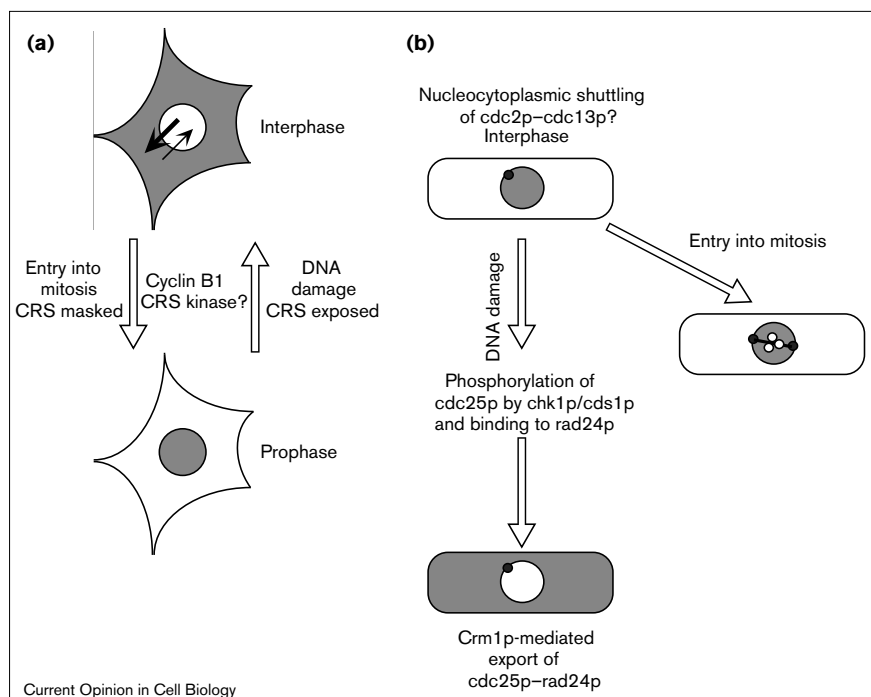 (a)
Interphase
Entry into
mitosis
CRS masked
Cyclin B1
CRS kinase?
DNA
damage
CRS exposed
Prophase
(b)
Nucleocytoplasmic shuttling
of cdc2p–cdc13p?
Interphase
Entry into mitosis
DNA damage
Phosphorylation of
cdc25p by chk1p/cds1p
and binding to rad24p
Crm1p-mediated
export of
cdc25p–rad24p
Current Opinion in Cell Biology